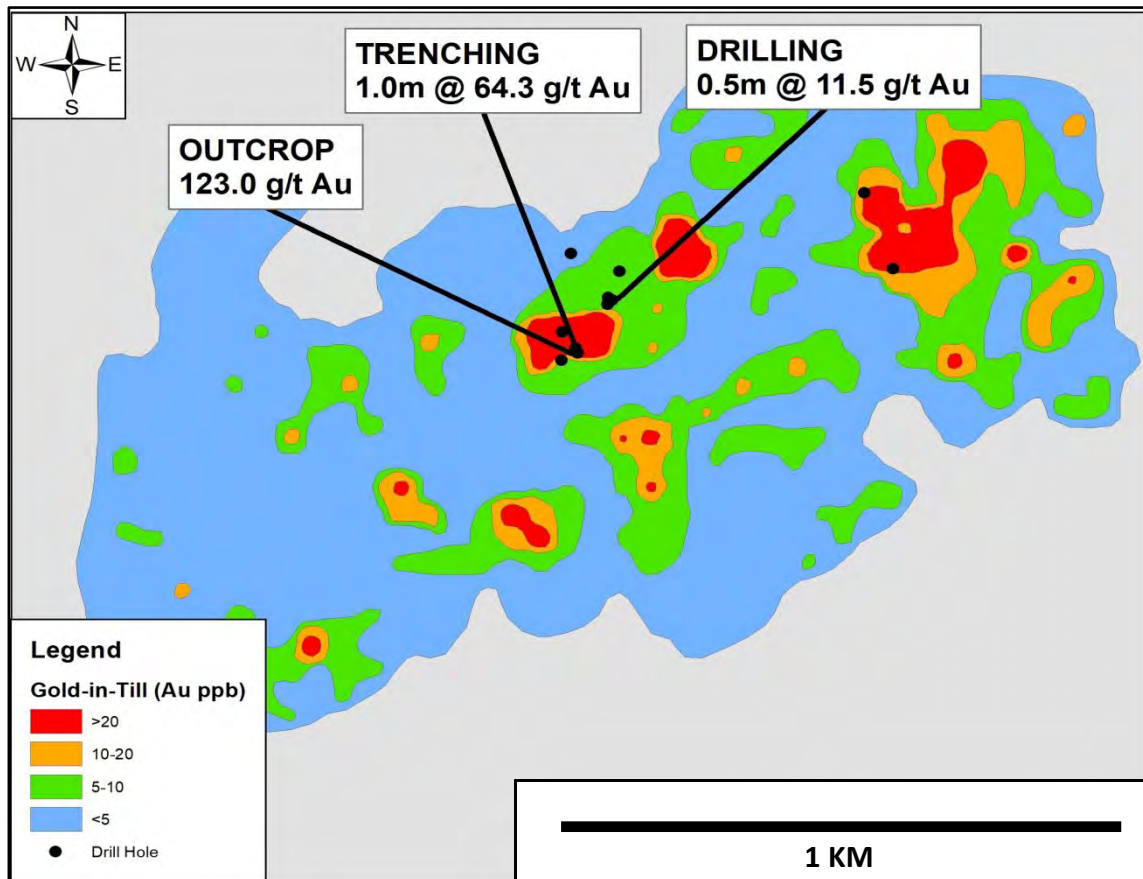 N
W E
S
TRENCHING
1.0m @ 64.3 g/t Au
DRILLING
0.5m @ 11.5 g/t Au
OUTCROP
123.0 g/t Au
Legend
Gold-in-Till (Au ppb)
>20
10-20
5-10
<5
Drill Hole
1 KM